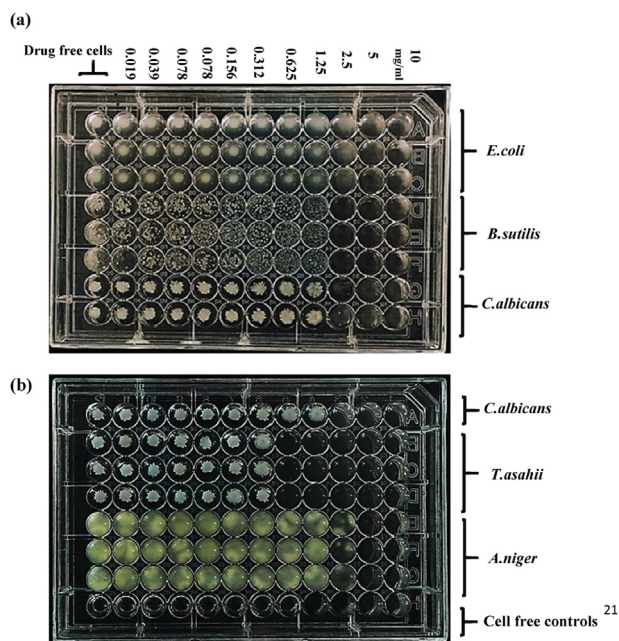 (a)
Drug free cells 0.019 0.039 0.078 0.078 0.156 0.312 0.625 1.25 2.5 5 10 mg/ml
A
B
C
E.coli
D
E
F
B.sutilis
G
H
C.albicans
(b)
A
C.albicans
B
C
D
T.asahii
E
F
G
A.niger
H
Cell free controls 21